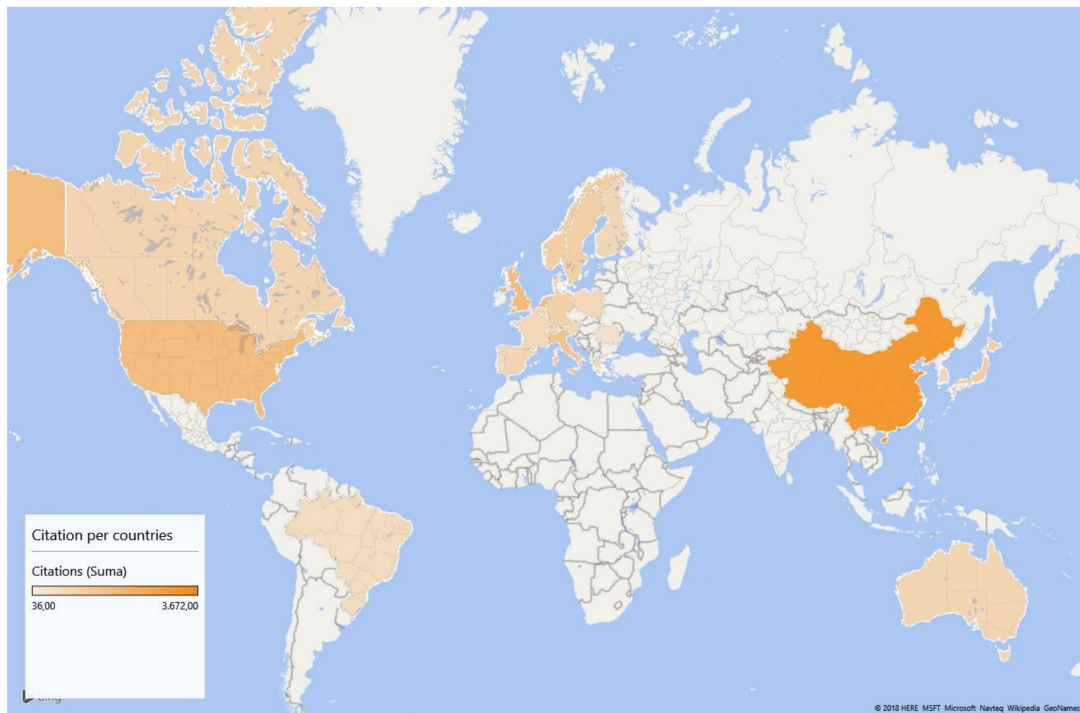 Citation per countries
Citations (Suma)
36,00 3.672,00
© 2018 HERE MSFT Microsoft Navteq Wikipedia GeoNames